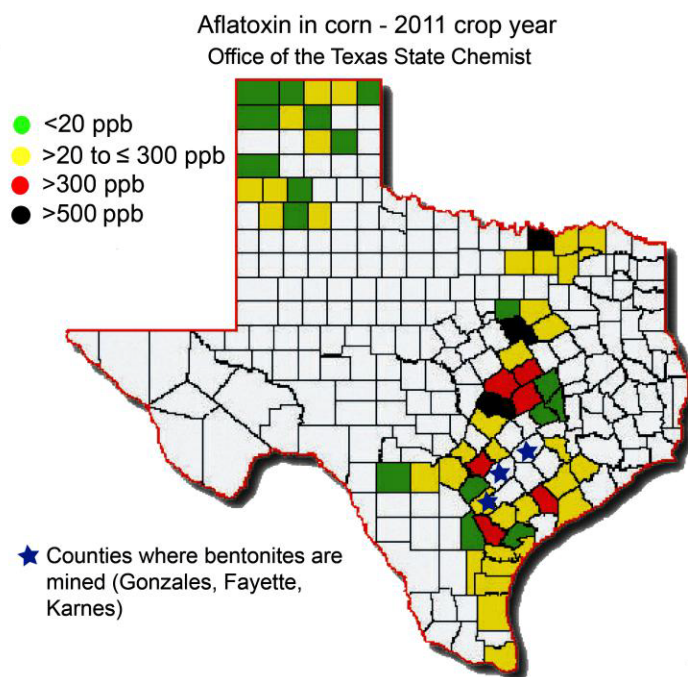 Aflatoxin in corn - 2011 crop year
Office of the Texas State Chemist
<20 ppb
>20 to ≤ 300 ppb
>300 ppb
>500 ppb
Counties where bentonites are
mined (Gonzales, Fayette,
Karnes)